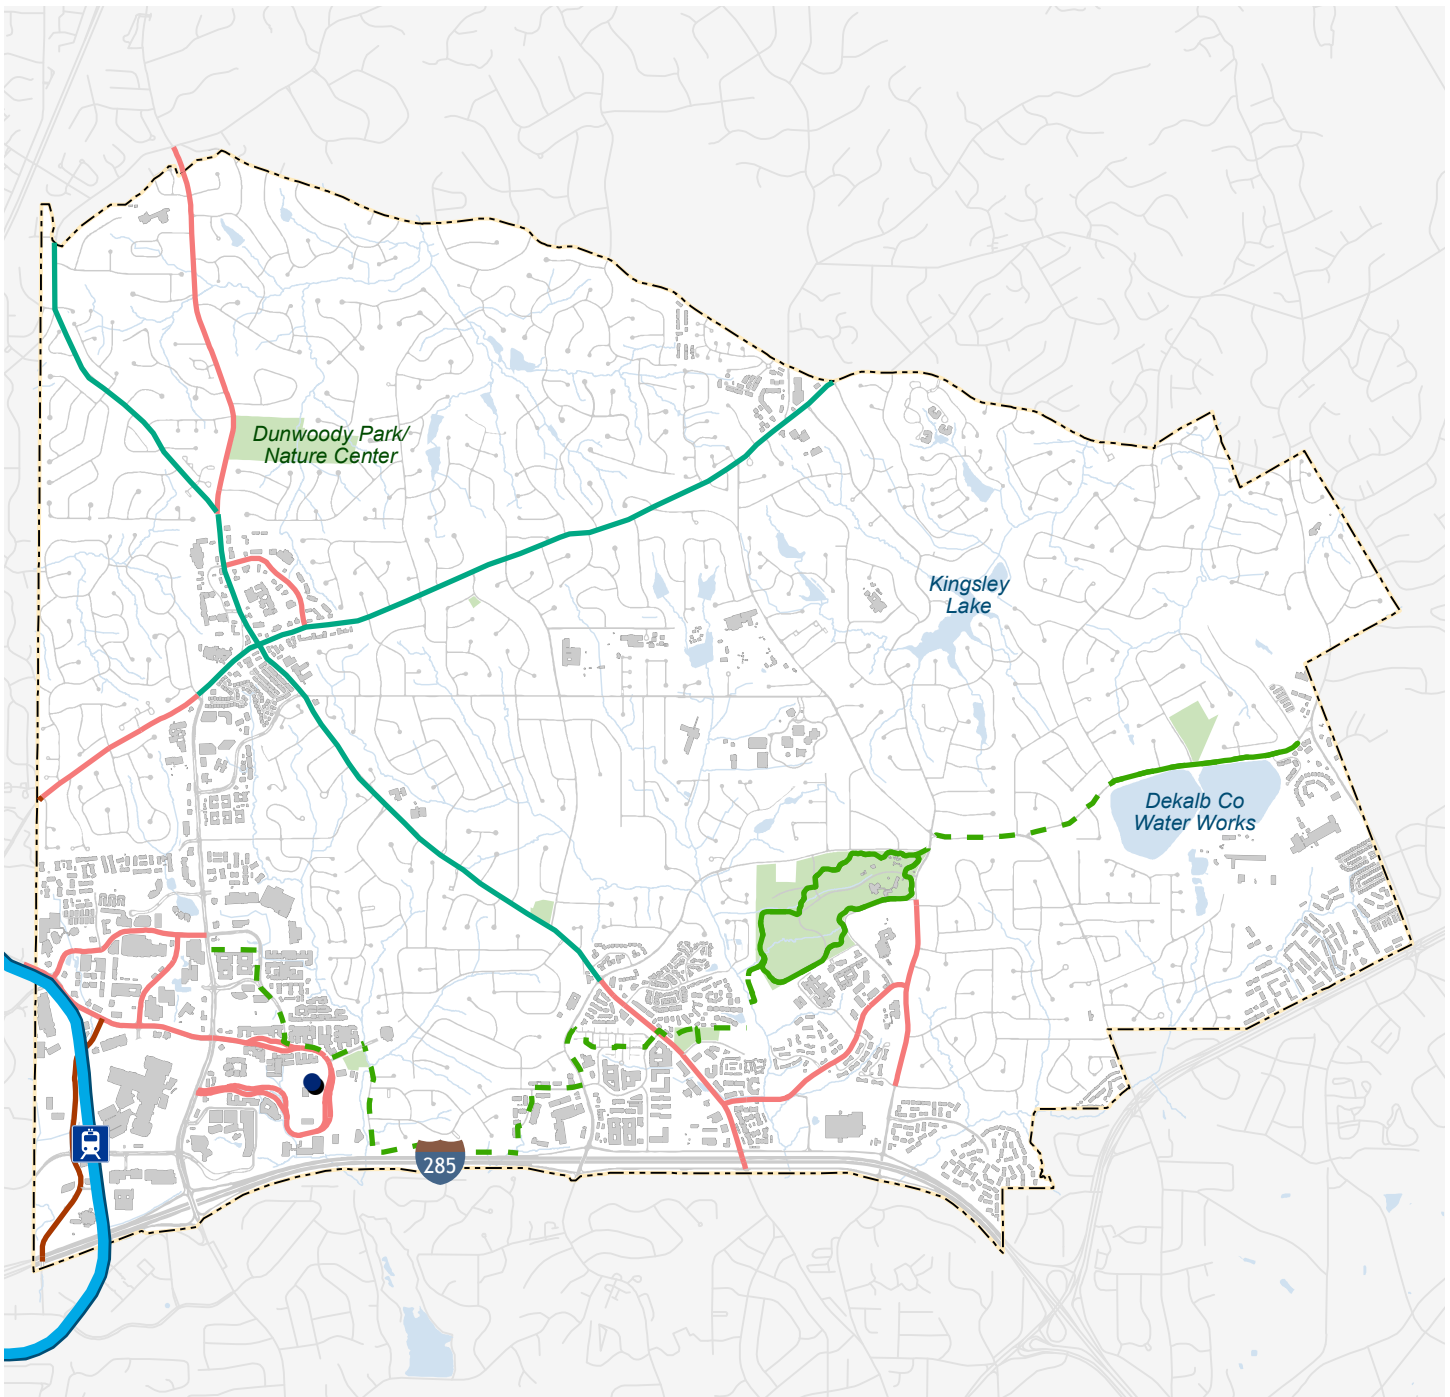 Dunwoody Park/
Nature Center
Kingsley
Lake
Dekalb Co
Water Works
285